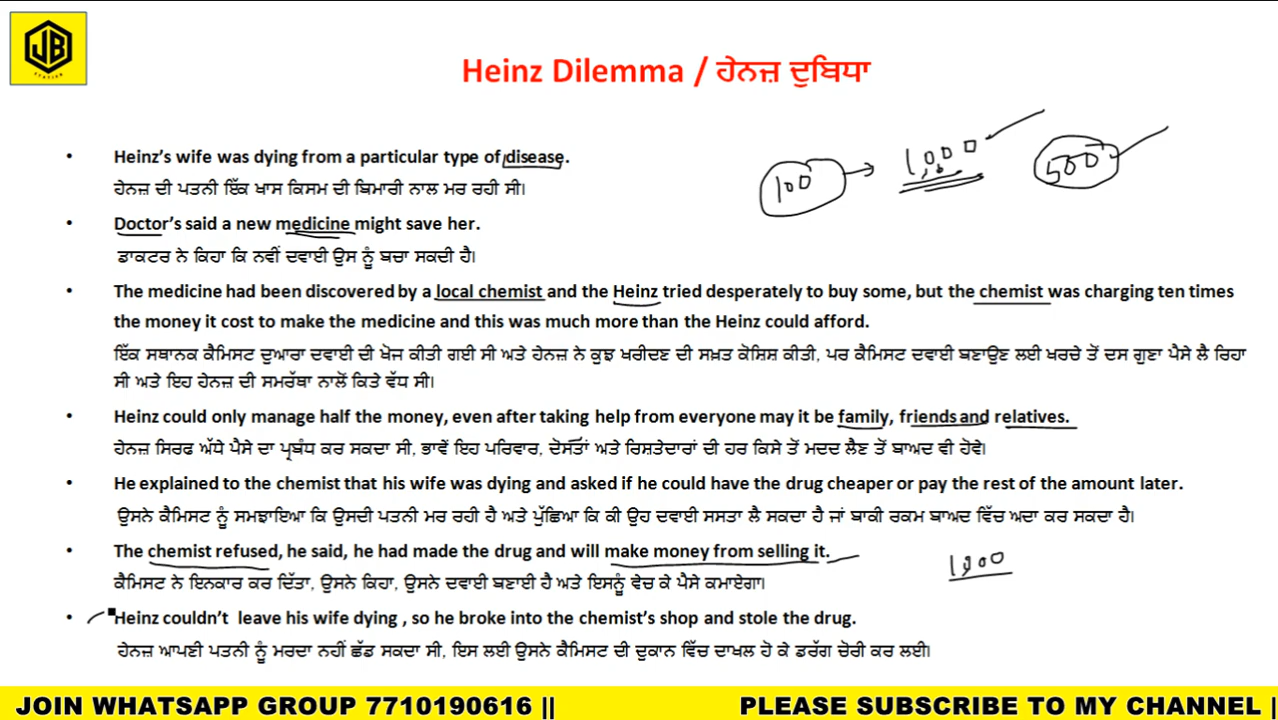 JB
STATION
Heinz Dilemma / ਹੇਨਜ਼ ਦੁਬਿਧਾ
100 → 1,000 500
• Heinz's wife was dying from a particular type of disease.
ਹੇਨਜ਼ ਦੀ ਪਤਨੀ ਇੱਕ ਖਾਸ ਕਿਸਮ ਦੀ ਬਿਮਾਰੀ ਨਾਲ ਮਰ ਰਹੀ ਸੀ।
• Doctor's said a new medicine might save her.
ਡਾਕਟਰ ਨੇ ਕਿਹਾ ਕਿ ਨਵੀਂ ਦਵਾਈ ਉਸ ਨੂੰ ਬਚਾ ਸਕਦੀ ਹੈ।
• The medicine had been discovered by a local chemist and the Heinz tried desperately to buy some, but the chemist was charging ten times
the money it cost to make the medicine and this was much more than the Heinz could afford.
ਇੱਕ ਸਥਾਨਕ ਕੈਮਿਸਟ ਦੁਆਰਾ ਦਵਾਈ ਦੀ ਖੋਜ ਕੀਤੀ ਗਈ ਸੀ ਅਤੇ ਹੇਨਜ਼ ਨੇ ਕੁਝ ਖਰੀਦਣ ਦੀ ਸਖ਼ਤ ਕੋਸ਼ਿਸ਼ ਕੀਤੀ, ਪਰ ਕੈਮਿਸਟ ਦਵਾਈ ਬਣਾਉਣ ਲਈ ਖਰਚੇ ਤੋਂ ਦਸ ਗੁਣਾ ਪੈਸੇ ਲੈ ਰਿਹਾ
ਸੀ ਅਤੇ ਇਹ ਹੇਨਜ਼ ਦੀ ਸਮਰੱਥਾ ਨਾਲੋਂ ਕਿਤੇ ਵੱਧ ਸੀ।
• Heinz could only manage half the money, even after taking help from everyone may it be family, friends and relatives.
ਹੇਨਜ਼ ਸਿਰਫ ਅੱਧੇ ਪੈਸੇ ਦਾ ਪ੍ਰਬੰਧ ਕਰ ਸਕਦਾ ਸੀ, ਭਾਵੇਂ ਇਹ ਪਰਿਵਾਰ, ਦੋਸਤਾਂ ਅਤੇ ਰਿਸ਼ਤੇਦਾਰਾਂ ਦੀ ਹਰ ਕਿਸੇ ਤੋਂ ਮਦਦ ਲੈਣ ਤੋਂ ਬਾਅਦ ਵੀ ਹੋਵੇ।
• He explained to the chemist that his wife was dying and asked if he could have the drug cheaper or pay the rest of the amount later.
ਉਸਨੇ ਕੈਮਿਸਟ ਨੂੰ ਸਮਝਾਇਆ ਕਿ ਉਸਦੀ ਪਤਨੀ ਮਰ ਰਹੀ ਹੈ ਅਤੇ ਪੁੱਛਿਆ ਕਿ ਕੀ ਉਹ ਦਵਾਈ ਸਸਤਾ ਲੈ ਸਕਦਾ ਹੈ ਜਾਂ ਬਾਕੀ ਰਕਮ ਬਾਅਦ ਵਿੱਚ ਅਦਾ ਕਰ ਸਕਦਾ ਹੈ।
• The chemist refused, he said, he had made the drug and will make money from selling it.
1,000
ਕੈਮਿਸਟ ਨੇ ਇਨਕਾਰ ਕਰ ਦਿੱਤਾ, ਉਸਨੇ ਕਿਹਾ, ਉਸਨੇ ਦਵਾਈ ਬਣਾਈ ਹੈ ਅਤੇ ਇਸਨੂੰ ਵੇਚ ਕੇ ਪੈਸੇ ਕਮਾਏਗਾ।
• Heinz couldn't leave his wife dying , so he broke into the chemist's shop and stole the drug.
ਹੇਨਜ਼ ਆਪਣੀ ਪਤਨੀ ਨੂੰ ਮਰਦਾ ਨਹੀਂ ਛੱਡ ਸਕਦਾ ਸੀ, ਇਸ ਲਈ ਉਸਨੇ ਕੈਮਿਸਟ ਦੀ ਦੁਕਾਨ ਵਿੱਚ ਦਾਖਲ ਹੋ ਕੇ ਡਰੱਗ ਚੋਰੀ ਕਰ ਲਈ।
JOIN WHATSAPP GROUP 7710190616 || PLEASE SUBSCRIBE TO MY CHANNEL |